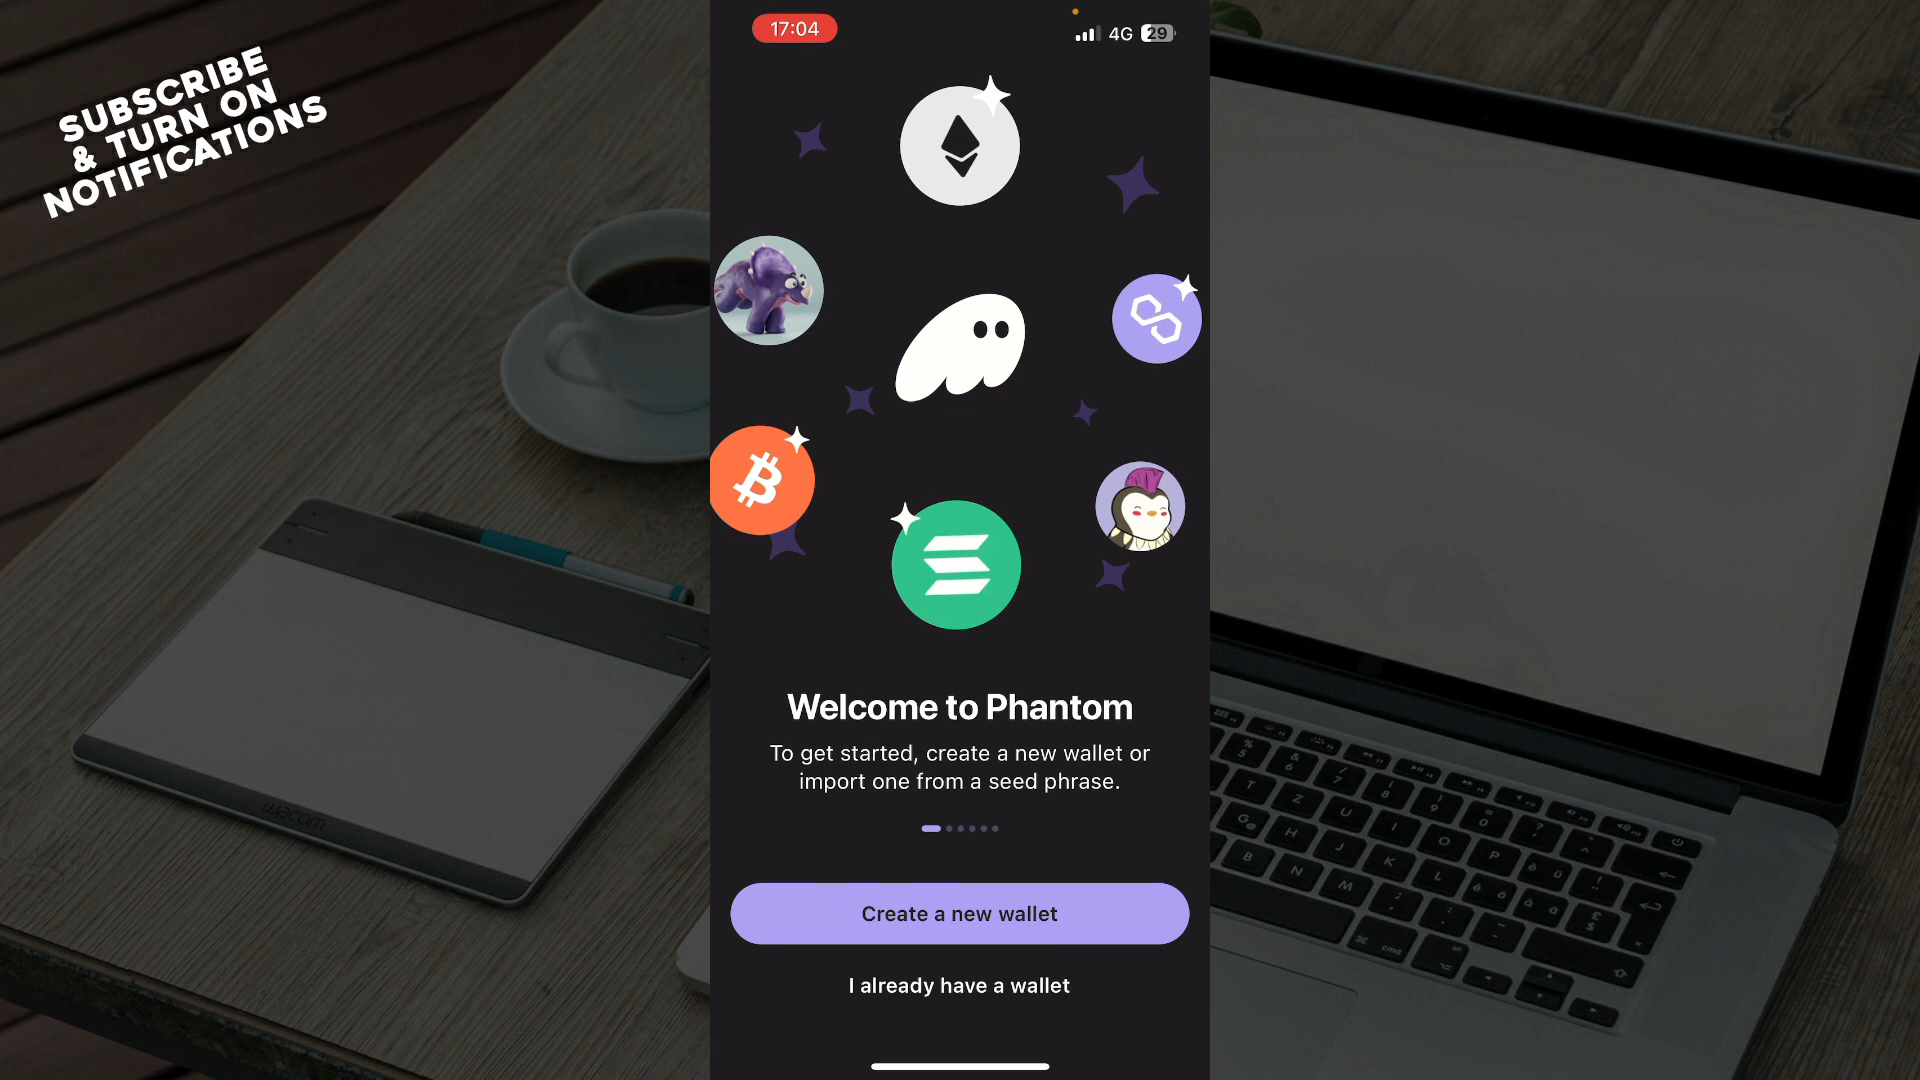 SUBSCRIBE
& TURN ON
NOTIFICATIONS
17:04
4G 29
wacom
Welcome to Phantom
To get started, create a new wallet or
import one from a seed phrase.
Create a new wallet
I already have a wallet